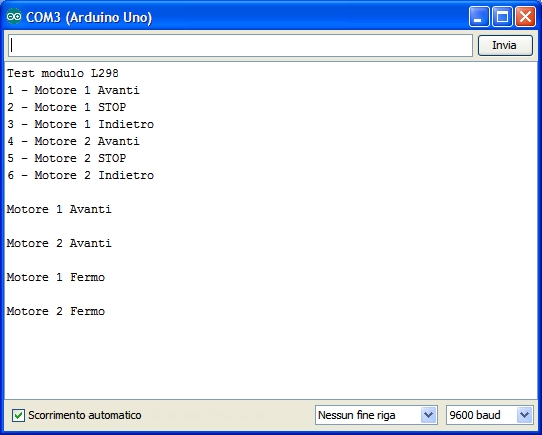 COM3 (Arduino Uno)
Invia
Test modulo L298
1 - Motore 1 Avanti
2 - Motore 1 STOP
3 - Motore 1 Indietro
4 - Motore 2 Avanti
5 - Motore 2 STOP
6 - Motore 2 Indietro
Motore 1 Avanti
Motore 2 Avanti
Motore 1 Fermo
Motore 2 Fermo
Scorrimento automatico
Nessun fine riga
9600 baud